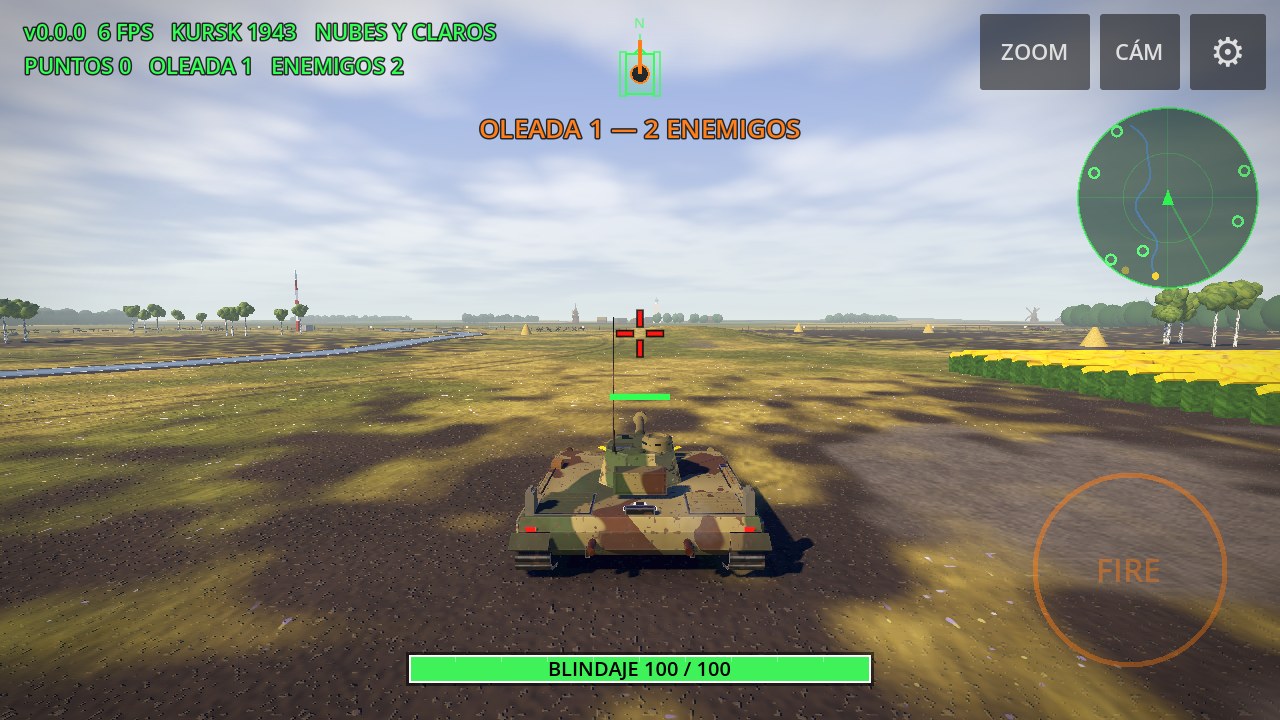 v0.0.0 6 FPS KURSK 1943 NUBES Y CLAROS
PUNTOS 0 OLEADA 1 ENEMIGOS 2
N
ZOOM
CÁM
OLEADA 1 — 2 ENEMIGOS
FIRE
BLINDAJE 100 / 100